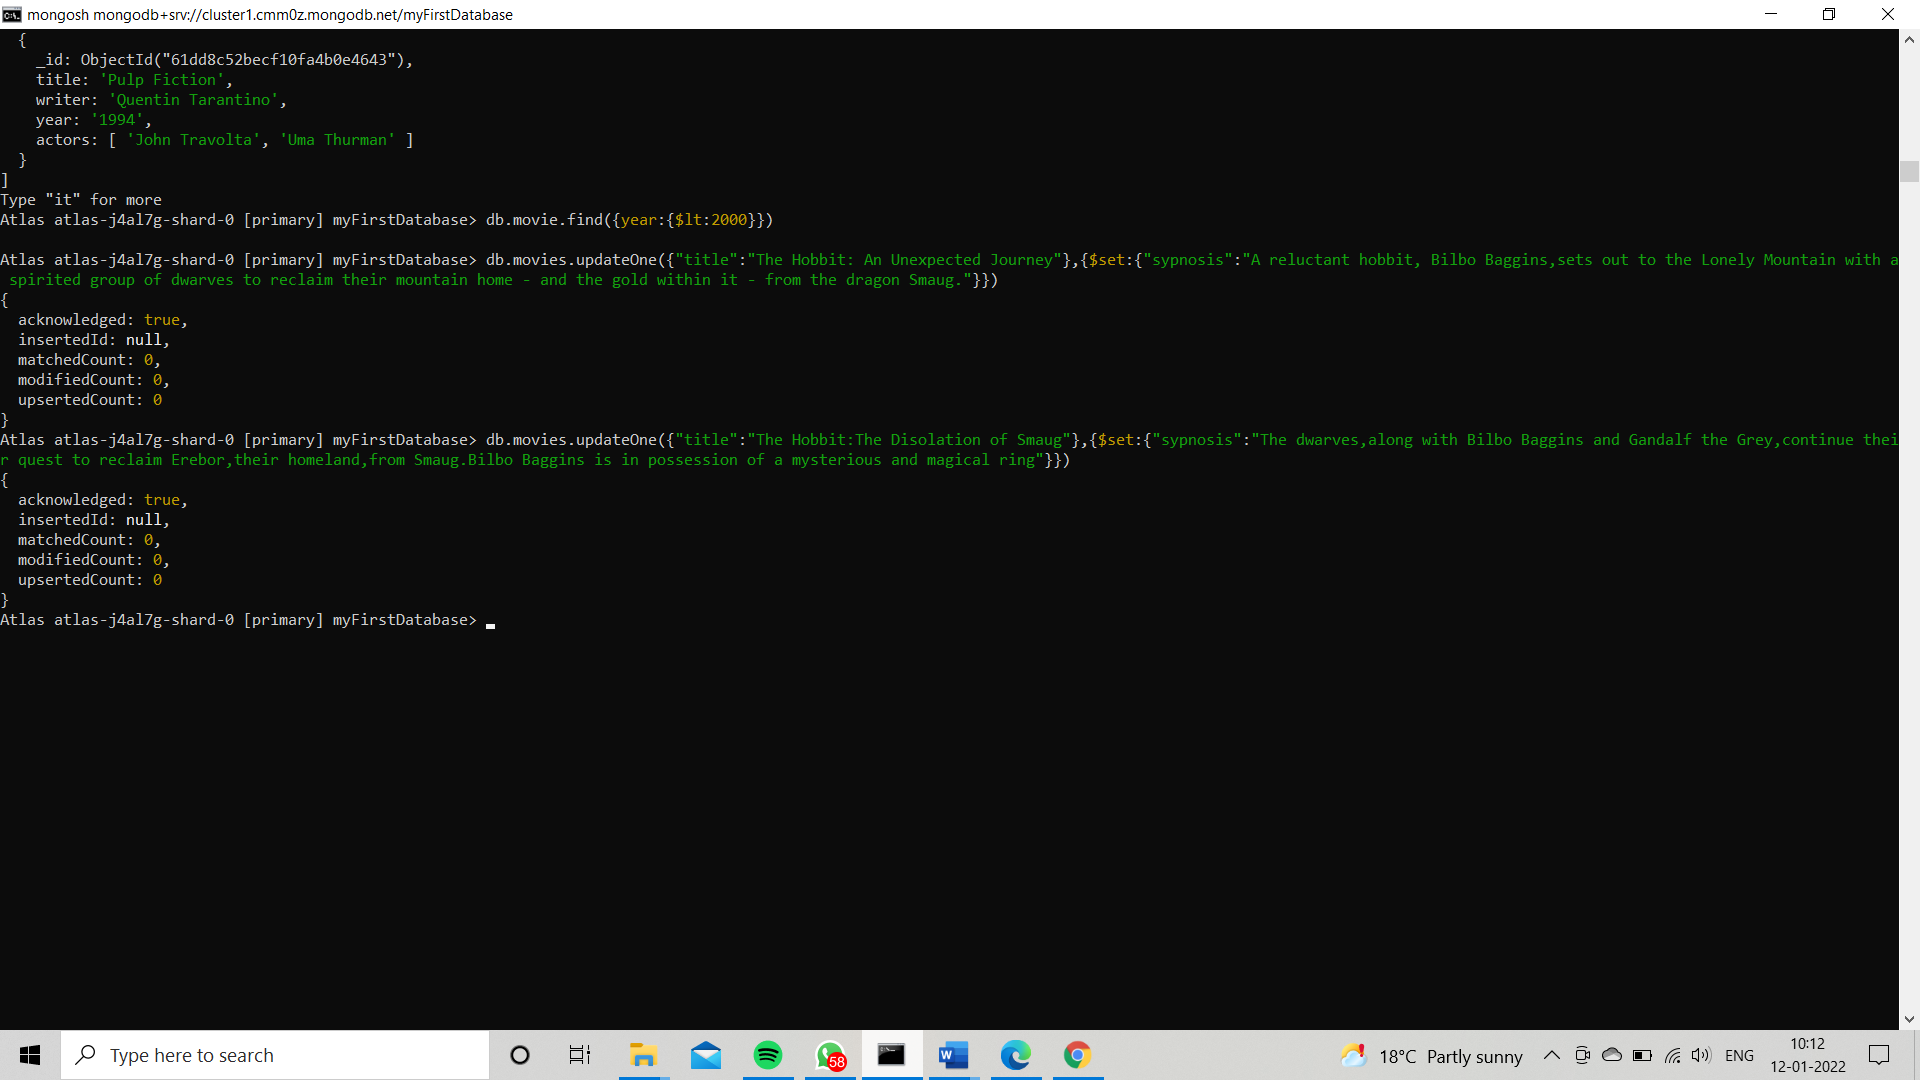 mongosh mongodb+srv://cluster1.cmm0z.mongodb.net/myFirstDatabase
{
_id: ObjectId("61dd8c52becf10fa4b0e4643"),
title: 'Pulp Fiction',
writer: 'Quentin Tarantino',
year: '1994',
actors: [ 'John Travolta', 'Uma Thurman' ]
}
]
Type "it" for more
Atlas atlas-j4al7g-shard-0 [primary] myFirstDatabase> db.movie.find({year:{$lt:2000}})
Atlas atlas-j4al7g-shard-0 [primary] myFirstDatabase> db.movies.updateOne({"title":"The Hobbit: An Unexpected Journey"},{$set:{"sypnosis":"A reluctant hobbit, Bilbo Baggins,sets out to the Lonely Mountain with a
spirited group of dwarves to reclaim their mountain home - and the gold within it - from the dragon Smaug."}})
{
acknowledged: true,
insertedId: null,
matchedCount: 0,
modifiedCount: 0,
upsertedCount: 0
}
Atlas atlas-j4al7g-shard-0 [primary] myFirstDatabase> db.movies.updateOne({"title":"The Hobbit:The Disolation of Smaug"},{$set:{"sypnosis":"The dwarves,along with Bilbo Baggins and Gandalf the Grey,continue thei
r quest to reclaim Erebor,their homeland,from Smaug.Bilbo Baggins is in possession of a mysterious and magical ring"}})
{
acknowledged: true,
insertedId: null,
matchedCount: 0,
modifiedCount: 0,
upsertedCount: 0
}
Atlas atlas-j4al7g-shard-0 [primary] myFirstDatabase>
Type here to search
58
18°C Partly sunny
ENG
10:12
12-01-2022